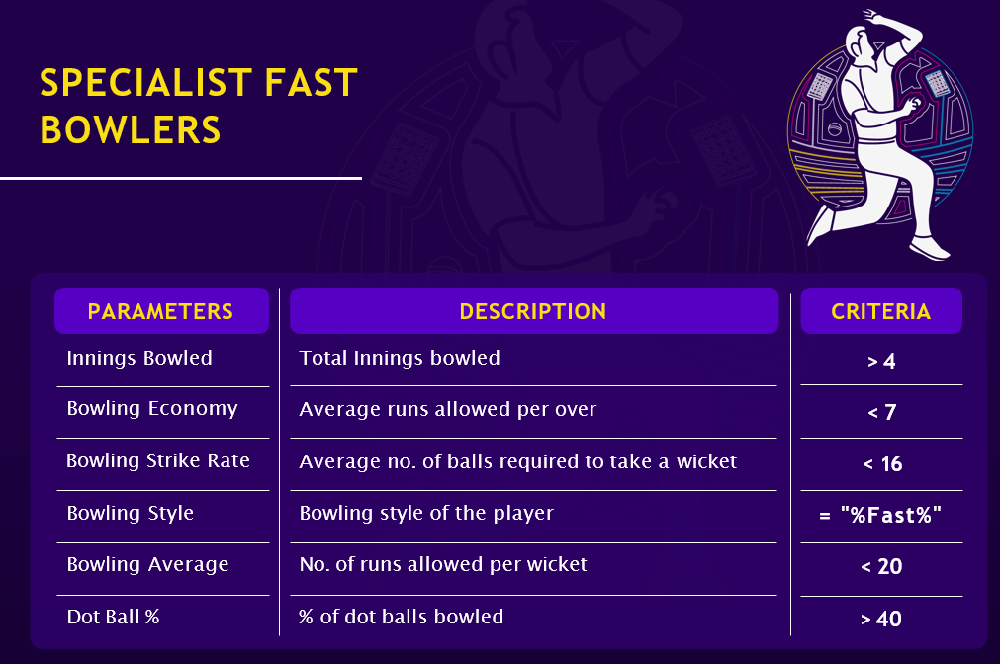 SPECIALIST FAST
BOWLERS
PARAMETERS DESCRIPTION CRITERIA
Innings Bowled Total Innings bowled > 4
Bowling Economy Average runs allowed per over < 7
Bowling Strike Rate Average no. of balls required to take a wicket < 16
Bowling Style Bowling style of the player = "%Fast%"
Bowling Average No. of runs allowed per wicket < 20
Dot Ball % % of dot balls bowled > 40